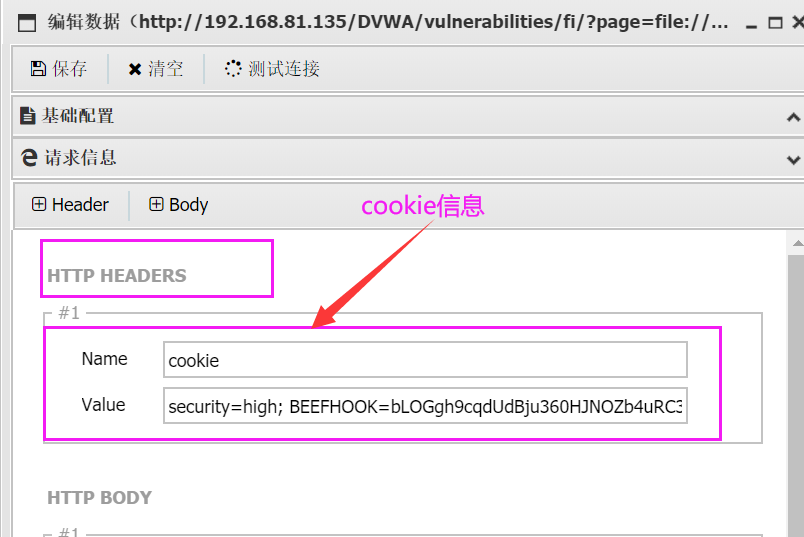 编辑数据（http://192.168.81.135/DVWA/vulnerabilities/fi/?page=file://...
保存 清空 测试连接
基础配置
请求信息
Header Body
cookie信息
HTTP HEADERS
#1
Name cookie
Value security=high; BEEFHOOK=bLOGgh9cqdUdBju360HJNOZb4uRC3
HTTP BODY
#1